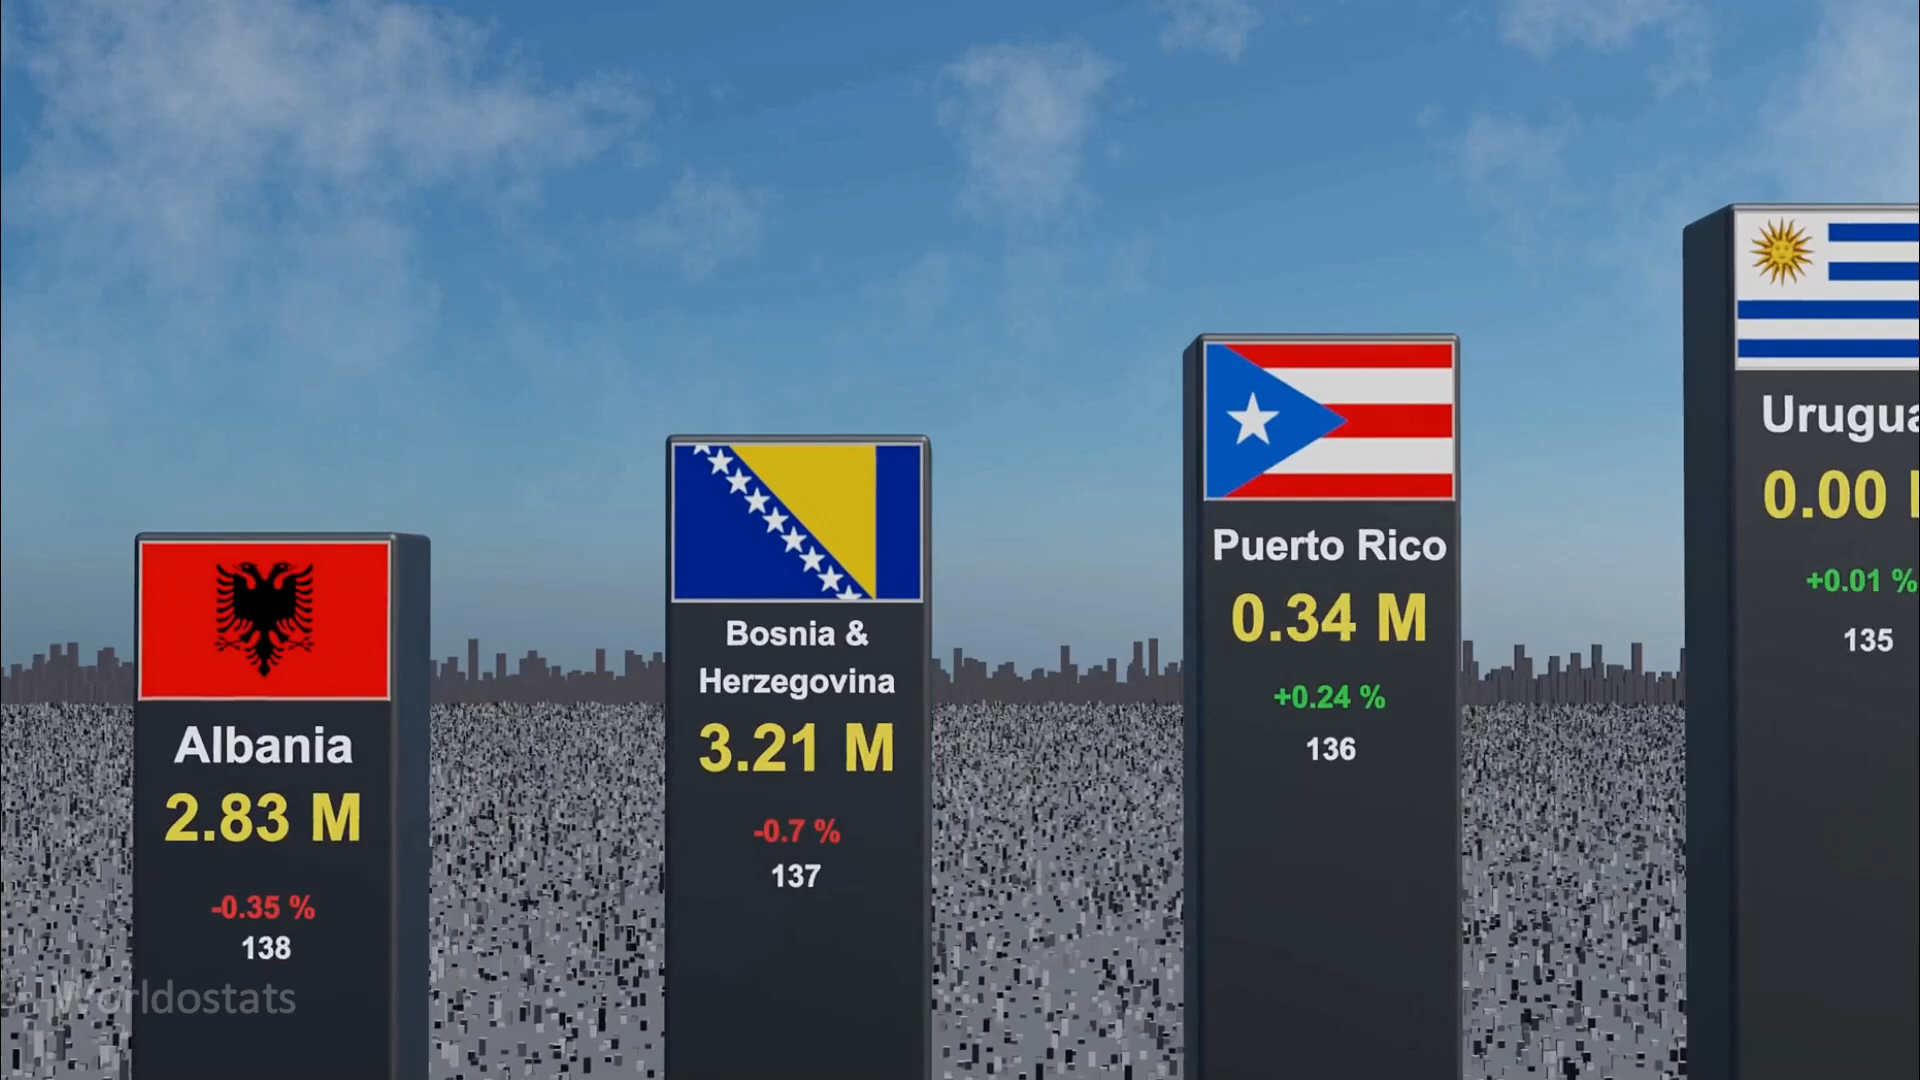 Albania
2.83 M
-0.35 %
138
Bosnia &
Herzegovina
3.21 M
-0.7 %
137
Puerto Rico
0.34 M
+0.24 %
136
0.00
+0.01 %
135
Worldostats